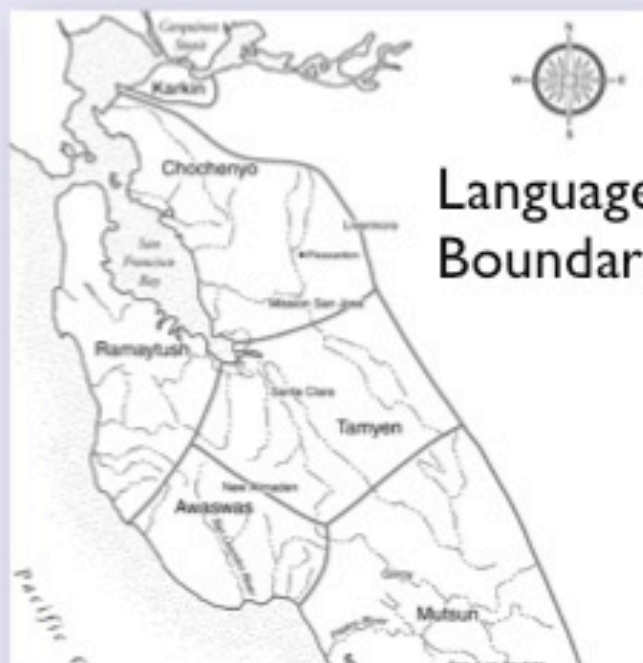 Carquinez
Strait
Karkin
N
W
E
S
Chochenyo
Language
Boundar
Livermore
San
Francisco
Bay
Pleasanton
Mission San Jose
Ramaytush
Santa Clara
Tamyen
New Almaden
Awaswas
Mutsun
Pacific